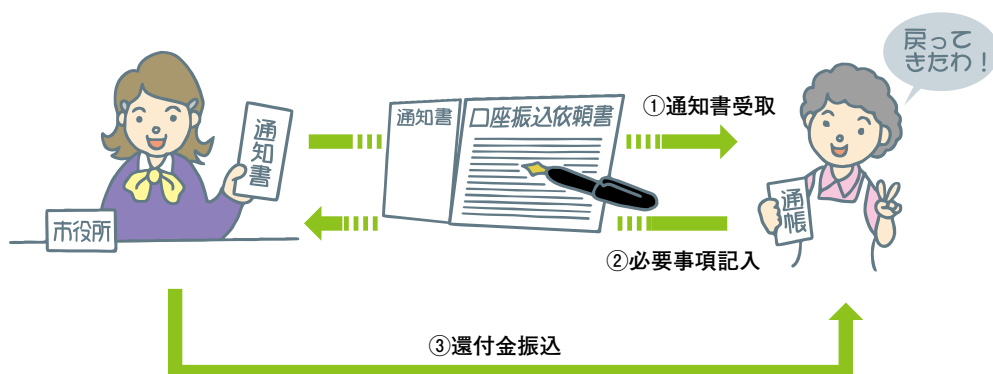 戻って
きたわ！
通知書
口座振込依頼書
①通知書受取
通知書
通帳
市役所
②必要事項記入
③還付金振込